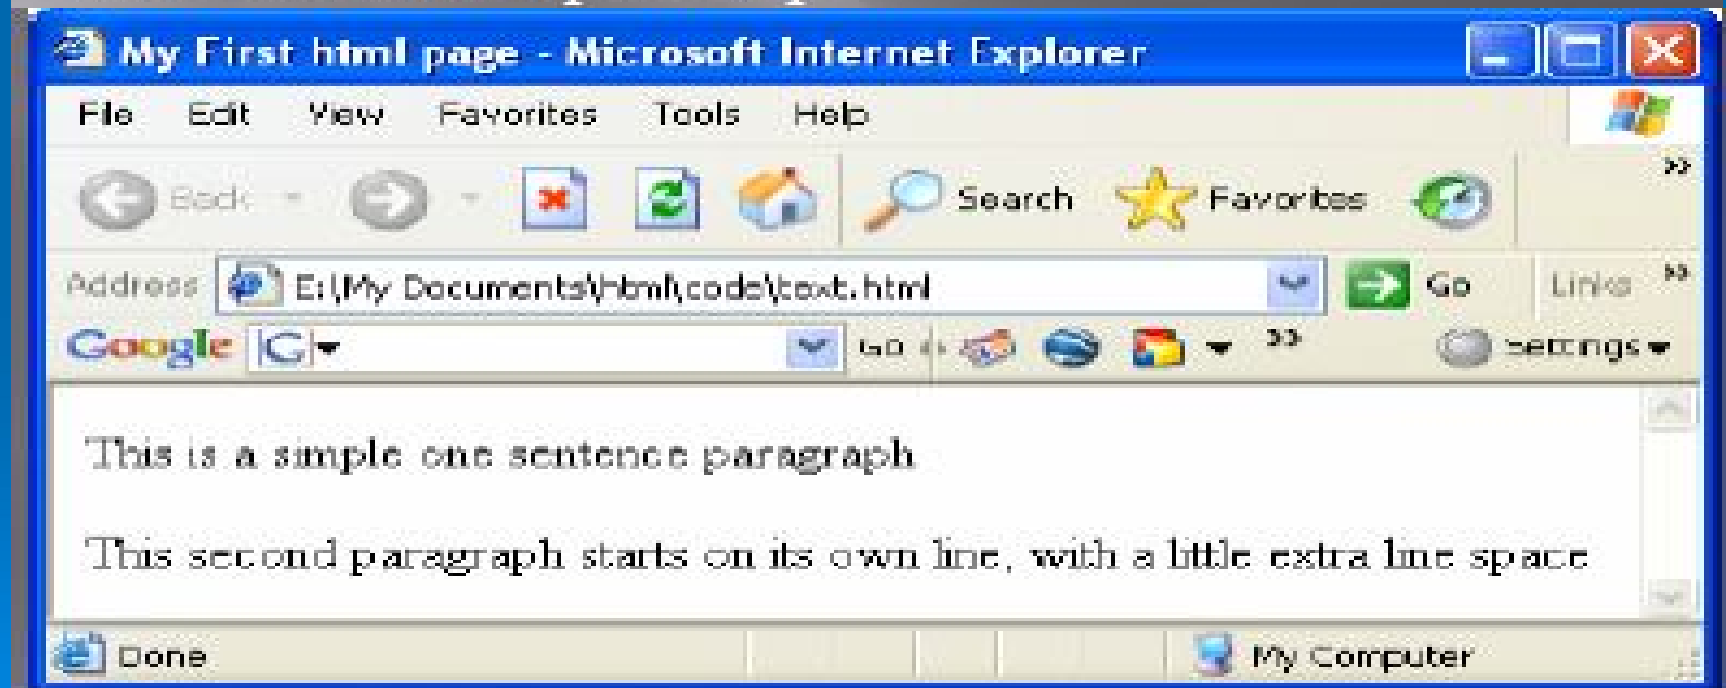 My First html page - Microsoft Internet Explorer
File Edit View Favorites Tools Help
Back Search Favorites
Address E:\My Documents\html\code\text.html Go Links
Google G Go Settings
This is a simple one sentence paragraph
This second paragraph starts on its own line, with a little extra line space
Done My Computer